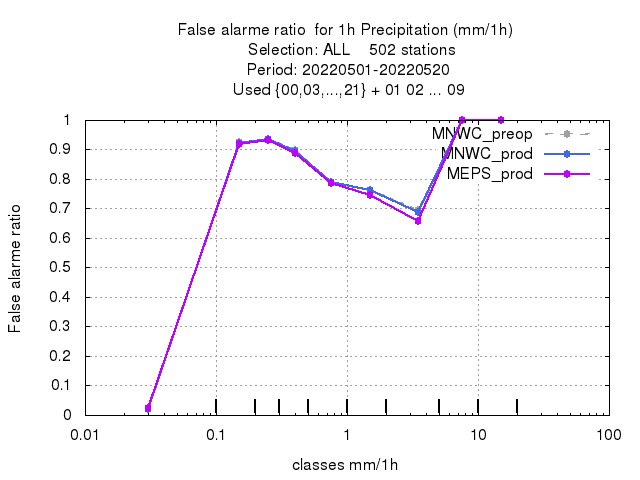 False alarme ratio  for 1h Precipitation (mm/1h)
Selection: ALL    502 stations
Period: 20220501-20220520
Used {00,03,...,21} + 01 02 ... 09
MNWC_preop
MNWC_prod
MEPS_prod
1
0.9
0.8
0.7
0.6
0.5
0.4
0.3
0.2
0.1
0
False alarme ratio
0.01
0.1
1
10
100
classes mm/1h